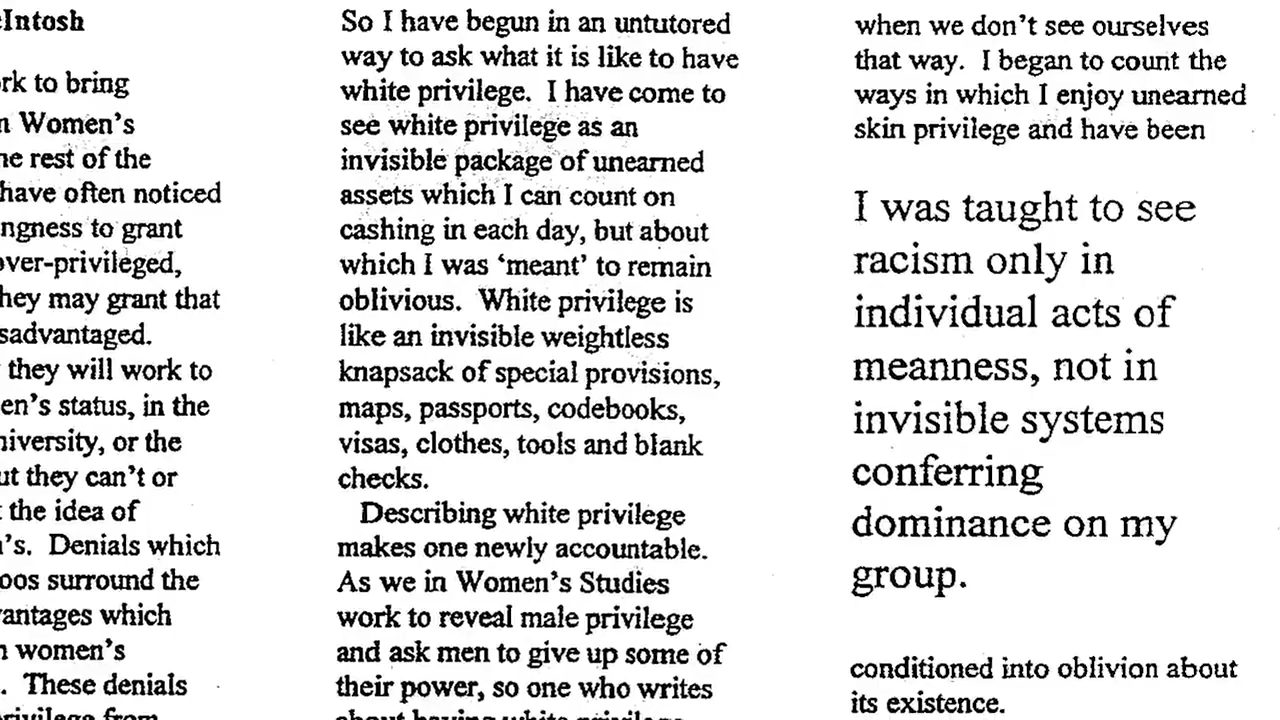 cIntosh
rk to bring
n Women's
he rest of the
have often noticed
ngness to grant
over-privileged,
hey may grant that
sadvantaged.
they will work to
en's status, in the
niversity, or the
ut they can't or
t the idea of
n's. Denials which
oos surround the
vantages which
n women's
. These denials
privilege from
So I have begun in an untutored
way to ask what it is like to have
white privilege. I have come to
see white privilege as an
invisible package of unearned
assets which I can count on
cashing in each day, but about
which I was ‘meant’ to remain
oblivious. White privilege is
like an invisible weightless
knapsack of special provisions,
maps, passports, codebooks,
visas, clothes, tools and blank
checks.
Describing white privilege
makes one newly accountable.
As we in Women's Studies
work to reveal male privilege
and ask men to give up some of
their power, so one who writes
about having white privilege
when we don't see ourselves
that way. I began to count the
ways in which I enjoy unearned
skin privilege and have been
I was taught to see
racism only in
individual acts of
meanness, not in
invisible systems
conferring
dominance on my
group.
conditioned into oblivion about
its existence.